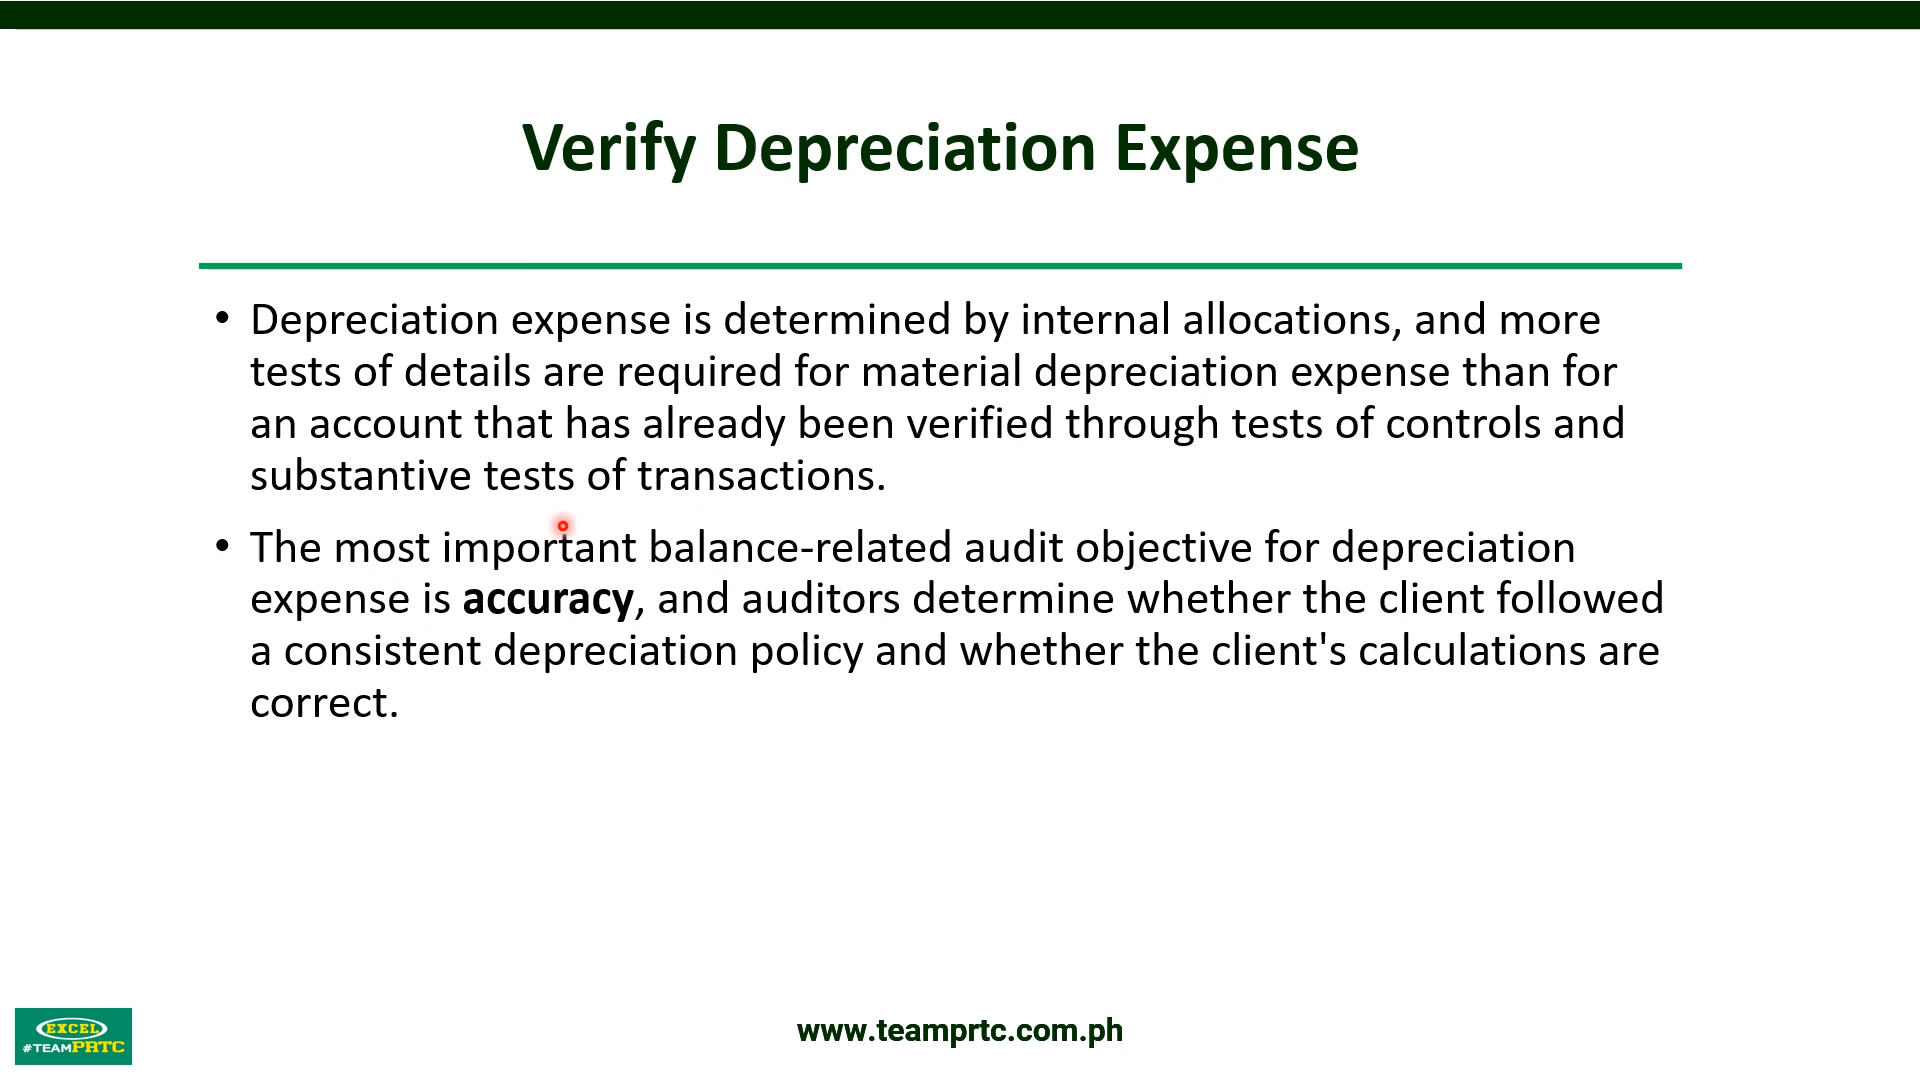 Verify Depreciation Expense
• Depreciation expense is determined by internal allocations, and more
tests of details are required for material depreciation expense than for
an account that has already been verified through tests of controls and
substantive tests of transactions.
• The most important balance-related audit objective for depreciation
expense is accuracy, and auditors determine whether the client followed
a consistent depreciation policy and whether the client's calculations are
correct.
EXCEL
#TEAMPRTC
www.teamprtc.com.ph